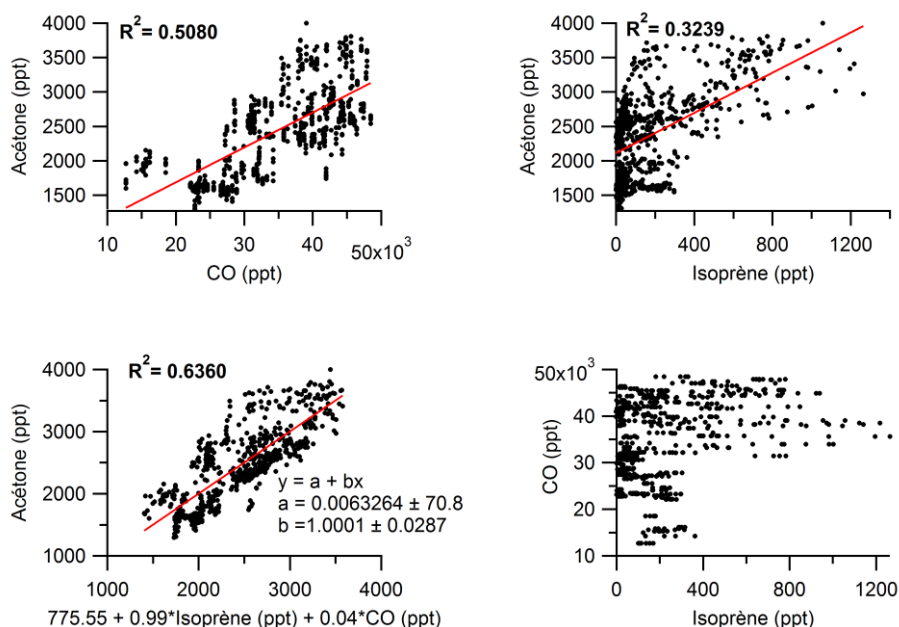 R² = 0.5080
4000
3500
3000
2500
2000
1500
Acétone (ppt)
10 20 30 40 50x10³
CO (ppt)
R² = 0.3239
4000
3500
3000
2500
2000
1500
Acétone (ppt)
0 400 800 1200
Isoprène (ppt)
R² = 0.6360
4000
3000
2000
1000
Acétone (ppt)
y = a + bx
a = 0.0063264 ± 70.8
b =1.0001 ± 0.0287
1000 2000 3000 4000
775.55 + 0.99*Isoprène (ppt) + 0.04*CO (ppt)
50x10³
40
30
20
10
CO (ppt)
0 400 800 1200
Isoprène (ppt)